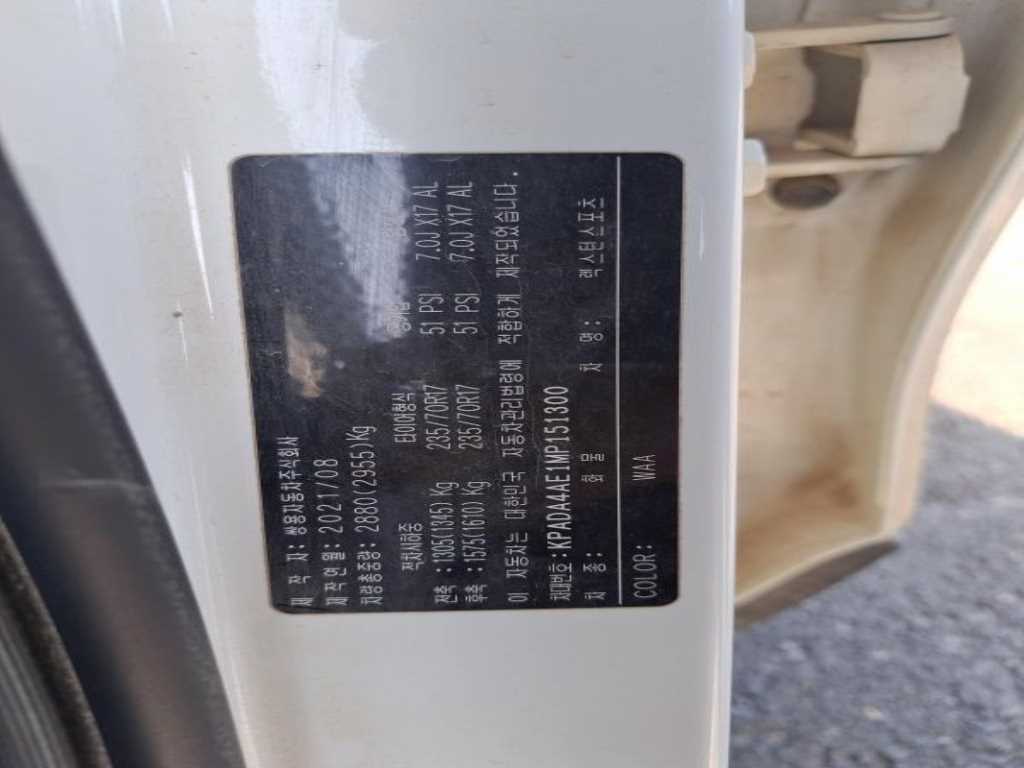 제 작 자: 쌍용자동차주식회사
제 작 연 월: 2021/08
차량총중량: 2880(2955)Kg
적차시하중 타이어형식 공기압
전축: 1305(1345) Kg 235/70R17 51 PSI 7.0J X17 AL
후축: 1575(1610) Kg 235/70R17 51 PSI 7.0J X17 AL
이 자동차는 대한민국 자동차관리법령에 적합하게 제작되었습니다.
차대번호: KPADA4AE1MP151300
차 종: 화 물 차 명: 렉스턴스포츠
COLOR: WAA